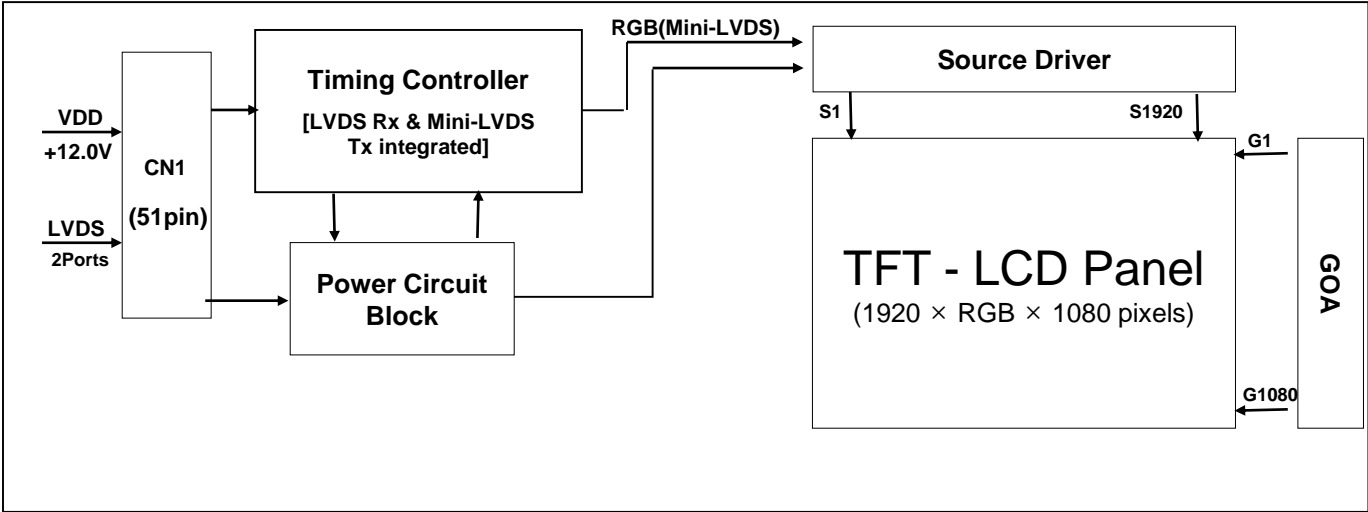 VDD
+12.0V
LVDS
2Ports
CN1
(51pin)
Timing Controller
[LVDS Rx & Mini-LVDS
Tx integrated]
Power Circuit
Block
RGB(Mini-LVDS)
Source Driver
S1
S1920
G1
TFT - LCD Panel
(1920 × RGB × 1080 pixels)
GOA
G1080